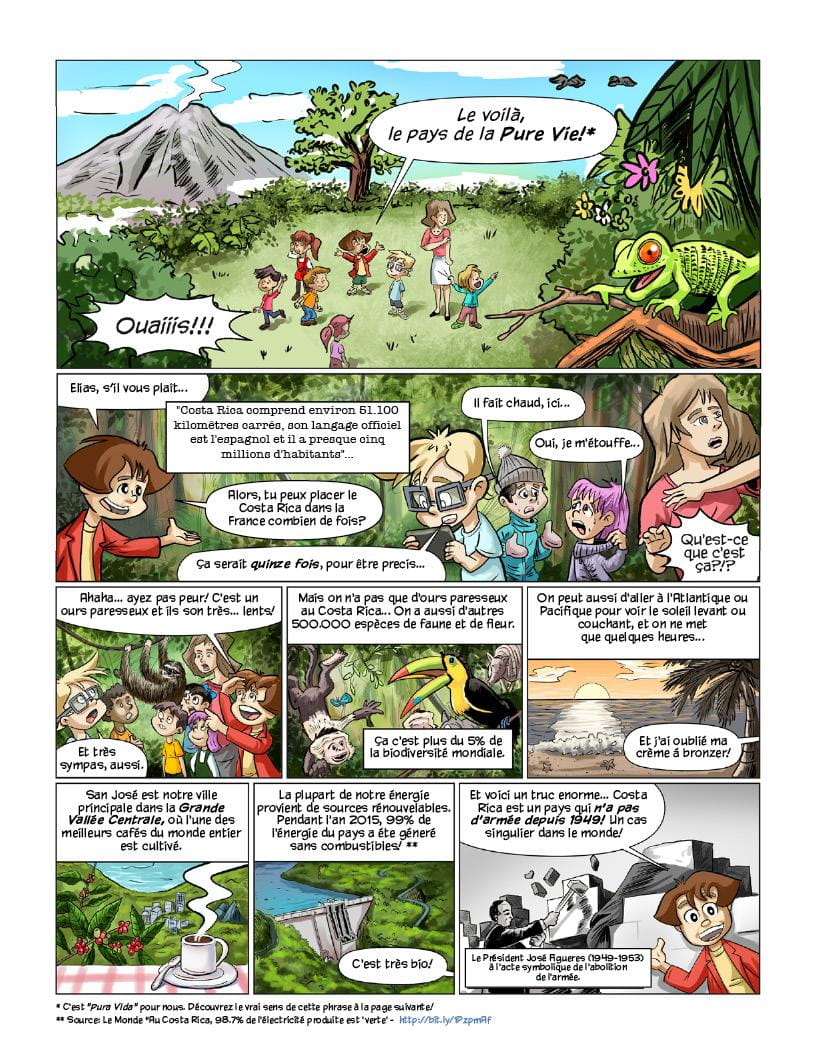 Le voilà,
le pays de la Pure Vie!*
Ouaíiis!!!
Elias, s'il vous plaît...
"Costa Rica comprend environ 51.100
kilomètres carrés, son langage officiel
est l'espagnol et il a presque cinq
millions d'habitants"...
Alors, tu peux placer le
Costa Rica dans la
France combien de fois?
Ça serait quinze fois, pour être precis...
Il fait chaud, ici...
Oui, je m'étouffe...
Qu'est-ce
que c'est
ça?!?
Ahaha... ayez pas peur! C'est un
ours paresseux et ils son très... lents!
Et très
sympas, aussi.
Mais on n'a pas que d'ours paresseux
au Costa Rica... On a aussi d'autres
500.000 espèces de faune et de fleur.
Ça c'est plus du 5% de
la biodiversité mondiale.
On peut aussi d'aller à l'Atlantique ou
Pacifique pour voir le soleil levant ou
couchant, et on ne met
que quelques heures...
Et j'ai oublié ma
crème á bronzer!
San José est notre ville
principale dans la Grande
Vallée Centrale, où l'une des
meilleurs cafés du monde entier
est cultivé.
La plupart de notre énergie
provient de sources rénouvelables.
Pendant l'an 2015, 99% de
l'énergie du pays a éte géneré
sans combustibles! **
C'est très bio!
Et voici un truc enorme... Costa
Rica est un pays qui n'a pas
d'armée depuis 1949! Un cas
singulier dans le monde!
Le Président José Figueres (1949-1953)
à l'acte symbolique de l'abolition
de l'armée.
* C'est "Pura Vida" pour nous. Découvrez le vrai sens de cette phrase à la page suivante!
** Source: Le Monde "Au Costa Rica, 98.7% de l'électricité produite est 'verte' - http://bit.ly/1PzpmAf